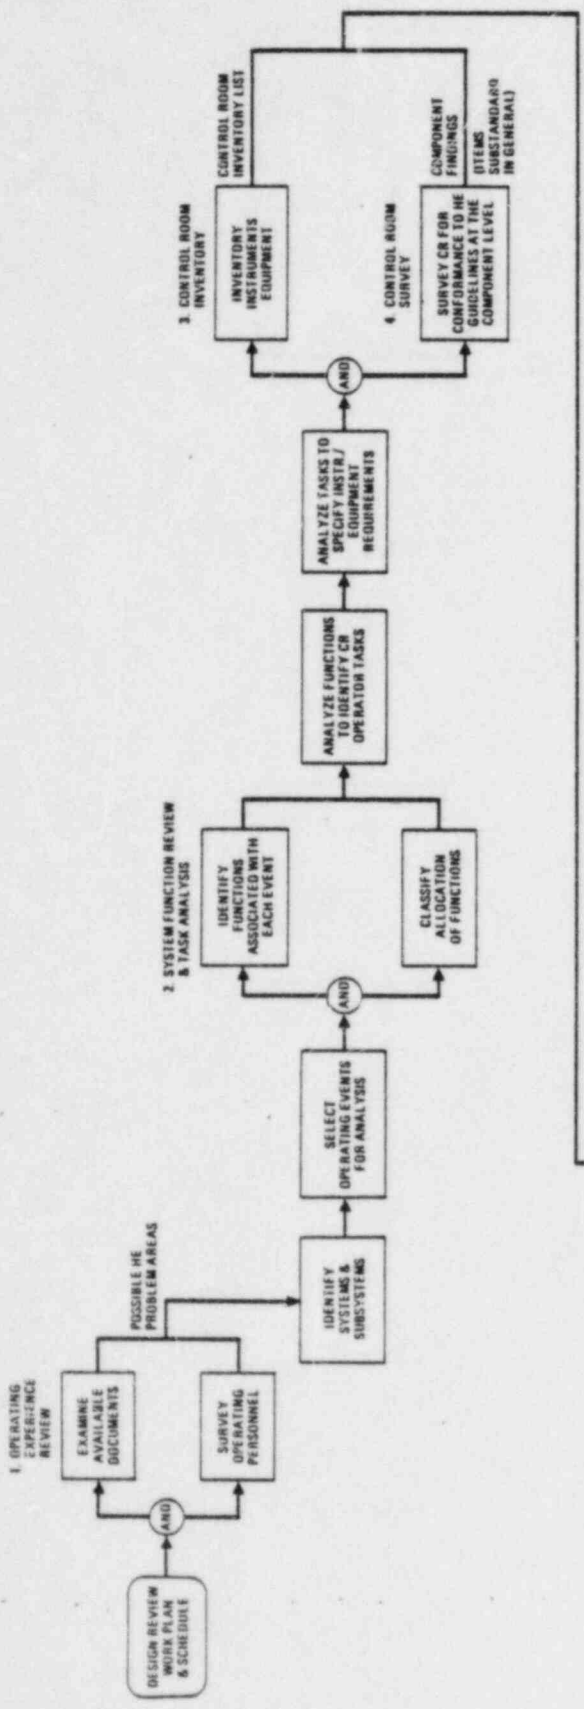 DESIGN REVIEW
WORK PLAN
& SCHEDULE
AND
1. OPERATING
EXPERIENCE
REVIEW
EXAMINE
AVAILABLE
DOCUMENTS
SURVEY
OPERATING
PERSONNEL
POSSIBLE HE
PROBLEM AREAS
IDENTIFY
SYSTEMS &
SUBSYSTEMS
SELECT
OPERATING EVENTS
FOR ANALYSIS
AND
2. SYSTEM FUNCTION REVIEW
& TASK ANALYSIS
IDENTIFY
FUNCTIONS
ASSOCIATED WITH
EACH EVENT
CLASSIFY
ALLOCATION
OF FUNCTIONS
ANALYZE FUNCTIONS
TO IDENTIFY CR
OPERATOR TASKS
ANALYZE TASKS TO
SPECIFY INSTR./
EQUIPMENT
REQUIREMENTS
AND
3. CONTROL ROOM
INVENTORY
INVENTORY
INSTRUMENTS
EQUIPMENT
CONTROL ROOM
INVENTORY LIST
4. CONTROL ROOM
SURVEY
SURVEY CR FOR
CONFORMANCE TO HE
GUIDELINES AT THE
COMPONENT LEVEL
COMPONENT
FINDINGS
(ITEMS
SUBSTANDARD
IN GENERAL)